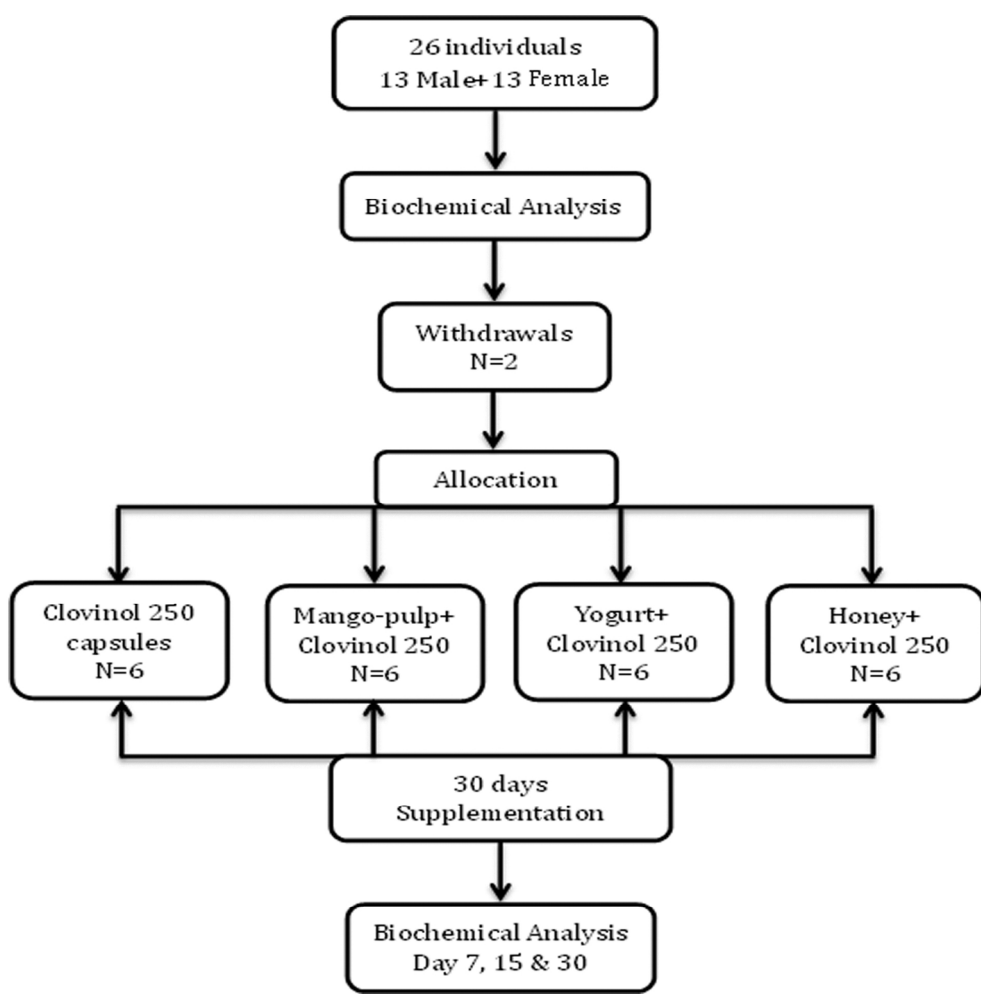 26 individuals
13 Male+13 Female
Biochemical Analysis
Withdrawals
N=2
Allocation
Clovinol 250
capsules
N=6
Mango-pulp+
Clovinol 250
N=6
Yogurt+
Clovinol 250
N=6
Honey+
Clovinol 250
N=6
30 days
Supplementation
Biochemical Analysis
Day 7, 15 & 30